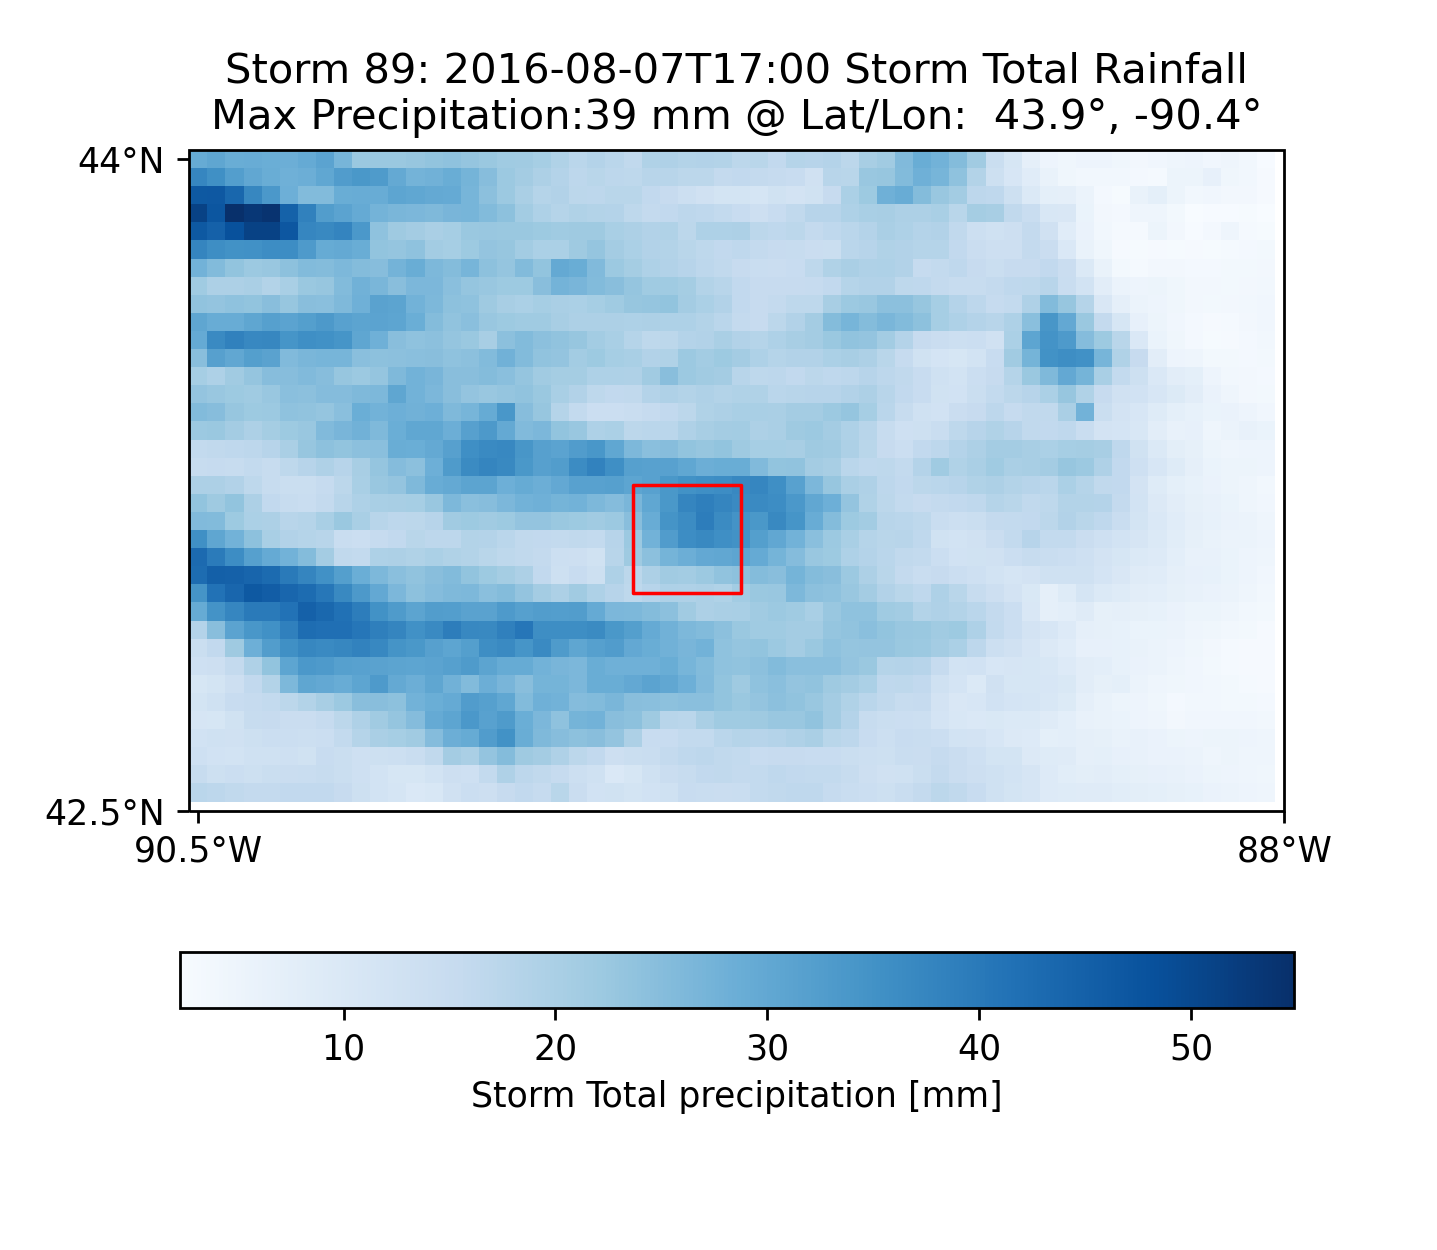 Storm 89: 2016-08-07T17:00 Storm Total Rainfall
Max Precipitation:39 mm @ Lat/Lon:  43.9°, -90.4°
44°N
42.5°N
90.5°W 88°W
10 20 30 40 50
Storm Total precipitation [mm]